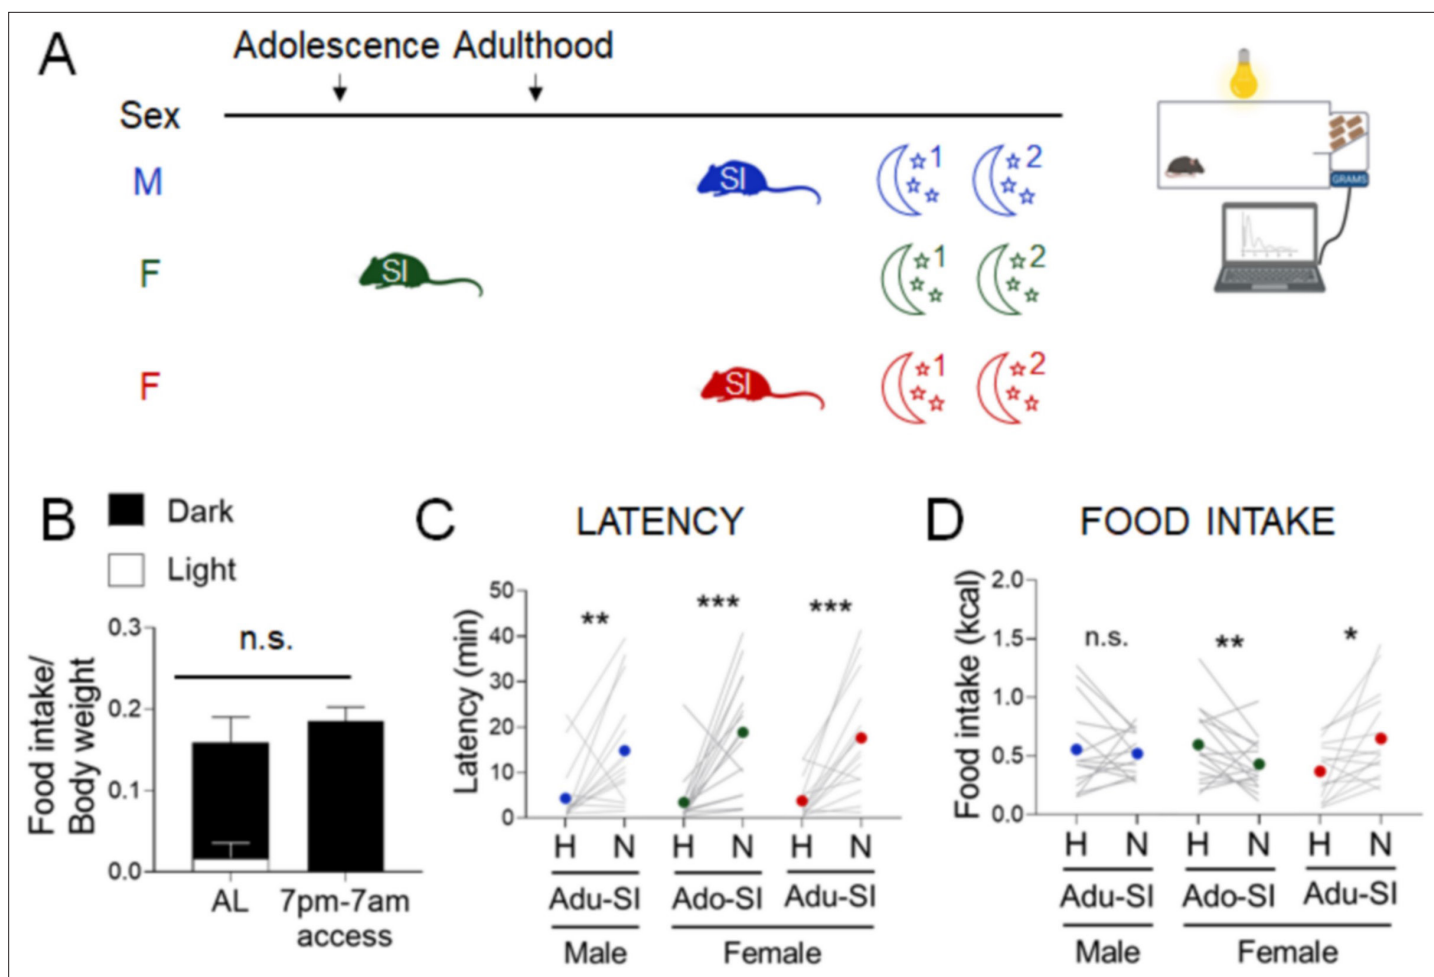 A
Adolescence Adulthood
Sex
M
SI
1
2
GRAMS
F
SI
1
2
F
SI
1
2
B
Dark
Light
Food intake/
Body weight
0.3
0.2
0.1
0.0
n.s.
AL
7pm-7am
access
C
LATENCY
Latency (min)
50
40
30
20
10
0
**
***
***
H N H N H N
Adu-SI Ado-SI Adu-SI
Male Female
D
FOOD INTAKE
Food intake (kcal)
2.0
1.5
1.0
0.5
0.0
n.s.
**
*
H N H N H N
Adu-SI Ado-SI Adu-SI
Male Female